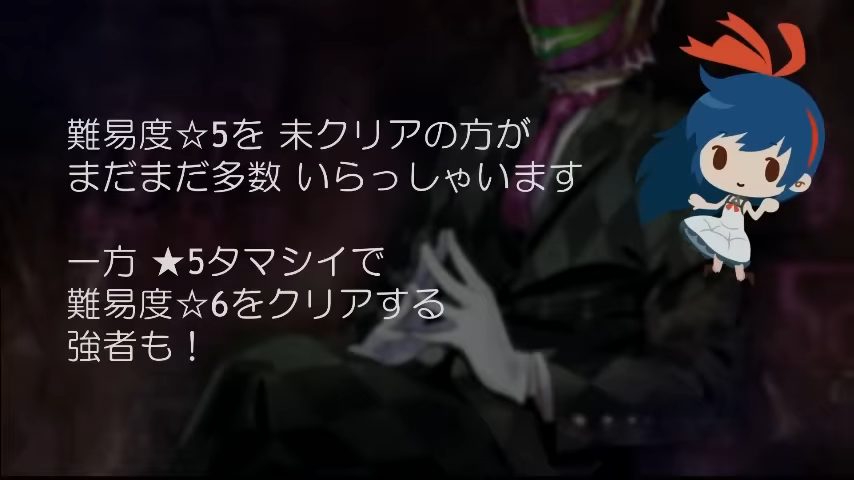 難易度☆5を 未クリアの方が
まだまだ多数 いらっしゃいます
一方 ★5タマシイで
難易度☆6をクリアする
強者も！